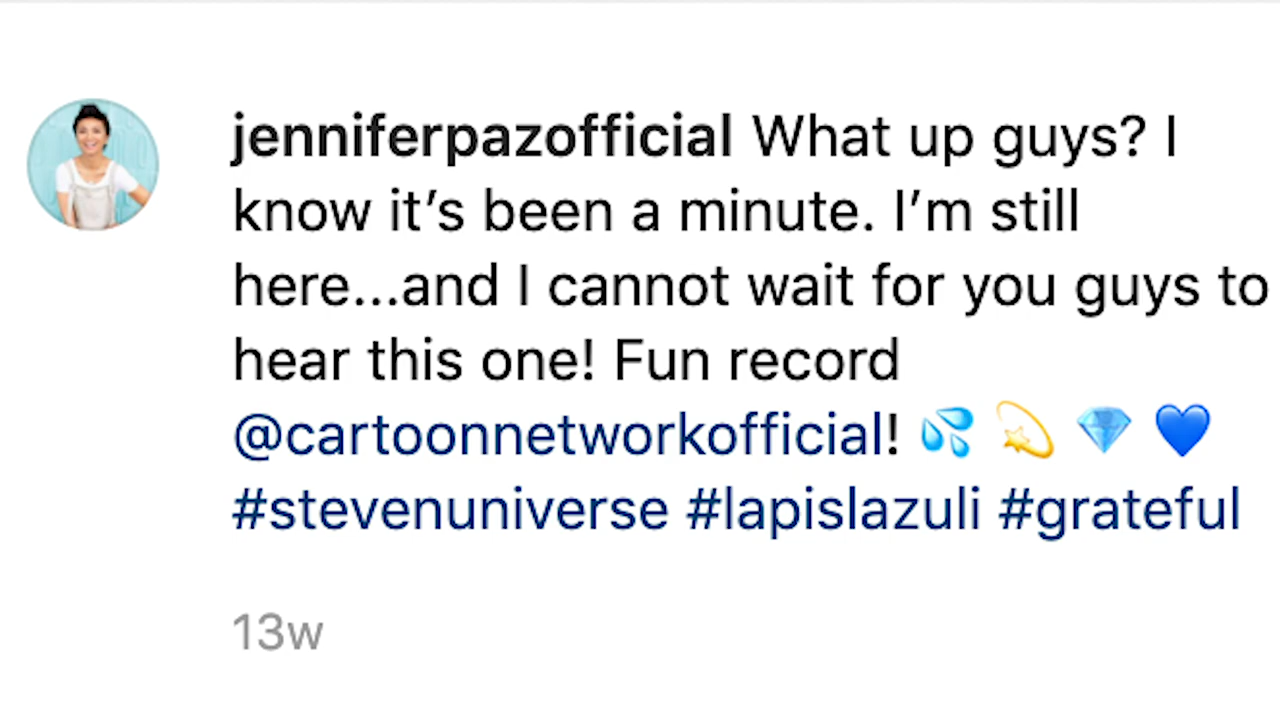 jenniferpazofficial What up guys? I
know it’s been a minute. I’m still
here...and I cannot wait for you guys to
hear this one! Fun record
@cartoonnetworkofficial! 💦 💫 💎 💙
#stevenuniverse #lapislazuli #grateful
13w